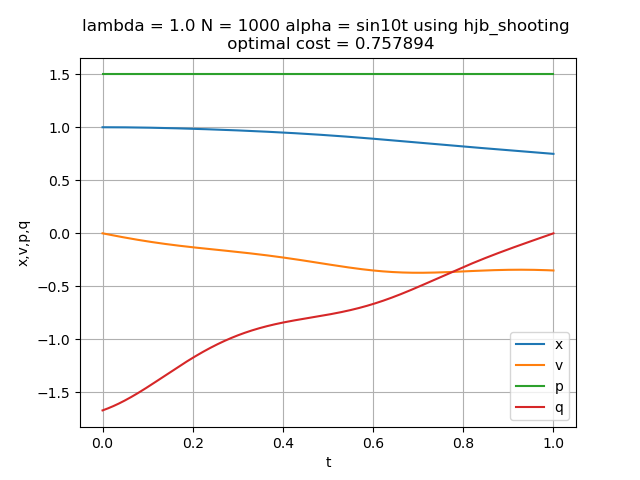 lambda = 1.0 N = 1000 alpha = sin10t using hjb_shooting
optimal cost = 0.757894
1.5
1.0
0.5
0.0
−0.5
−1.0
−1.5
x,v,p,q
x
v
p
q
0.0 0.2 0.4 0.6 0.8 1.0
t